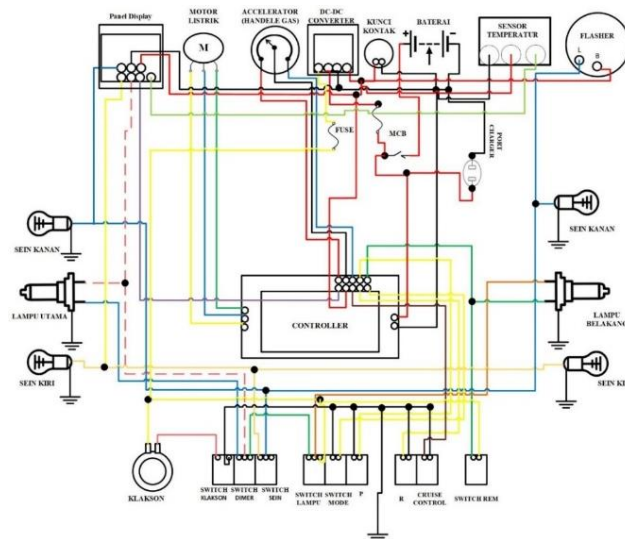 Panel Display
MOTOR
LISTRIK
M
ACCELERATOR
(HANDELE GAS)
DC-DC
CONVERTER
KUNCI
KONTAK
BATERAI
+
-
SENSOR
TEMPERATUR
FLASHER
L
B
FUSE
MCB
PORT
CHARGER
SEIN KANAN
SEIN KANAN
LAMPU UTAMA
CONTROLLER
LAMPU
BELAKANG
SEIN KIRI
SEIN KI
KLAKSON
SWITCH
KLAKSON
SWITCH
DIMER
SWITCH
SEIN
SWITCH
LAMPU
SWITCH
MODE
P
R
CRUISE
CONTROL
SWITCH REM